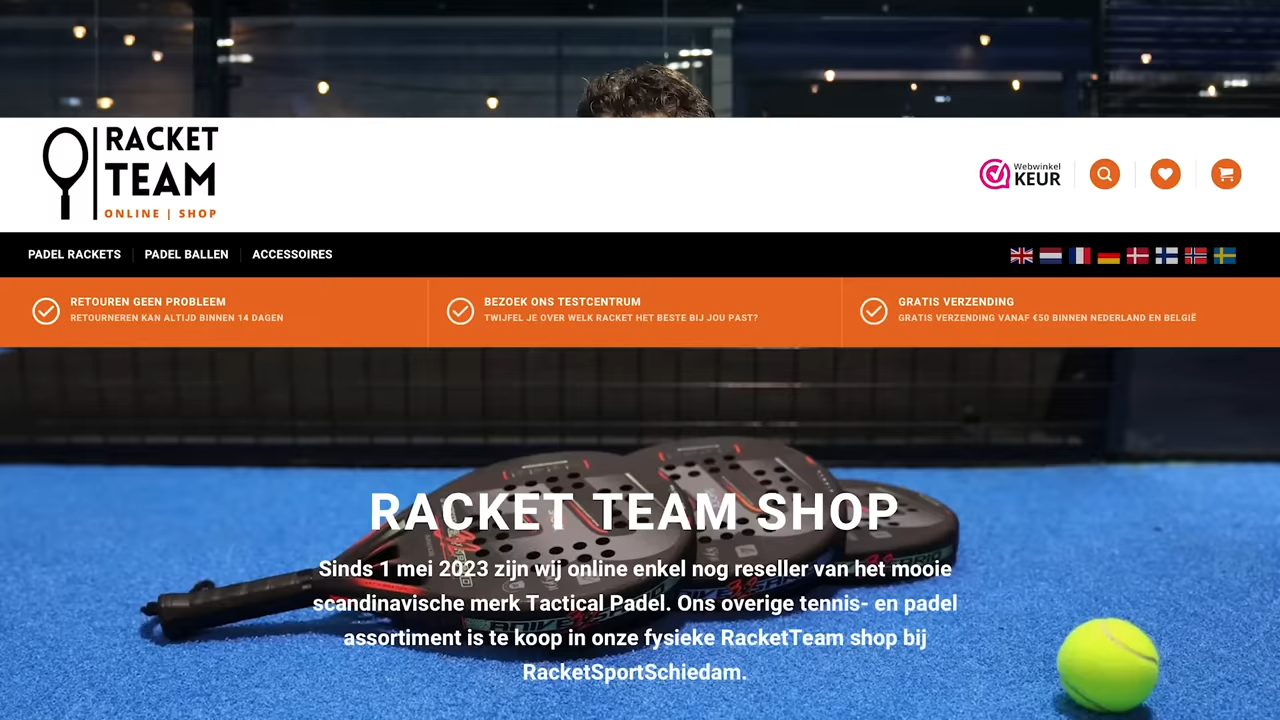 RACKET
TEAM
ONLINE | SHOP
Webwinkel
KEUR
PADEL RACKETS
PADEL BALLEN
ACCESSOIRES
RETOUREN GEEN PROBLEEM
RETOURNEREN KAN ALTIJD BINNEN 14 DAGEN
BEZOEK ONS TESTCENTRUM
TWIJFEL JE OVER WELK RACKET HET BESTE BIJ JOU PAST?
GRATIS VERZENDING
GRATIS VERZENDING VANAF €50 BINNEN NEDERLAND EN BELGIË
RACKET TEAM SHOP
Sinds 1 mei 2023 zijn wij online enkel nog reseller van het mooie
scandinavische merk Tactical Padel. Ons overige tennis- en padel
assortiment is te koop in onze fysieke RacketTeam shop bij
RacketSportSchiedam.